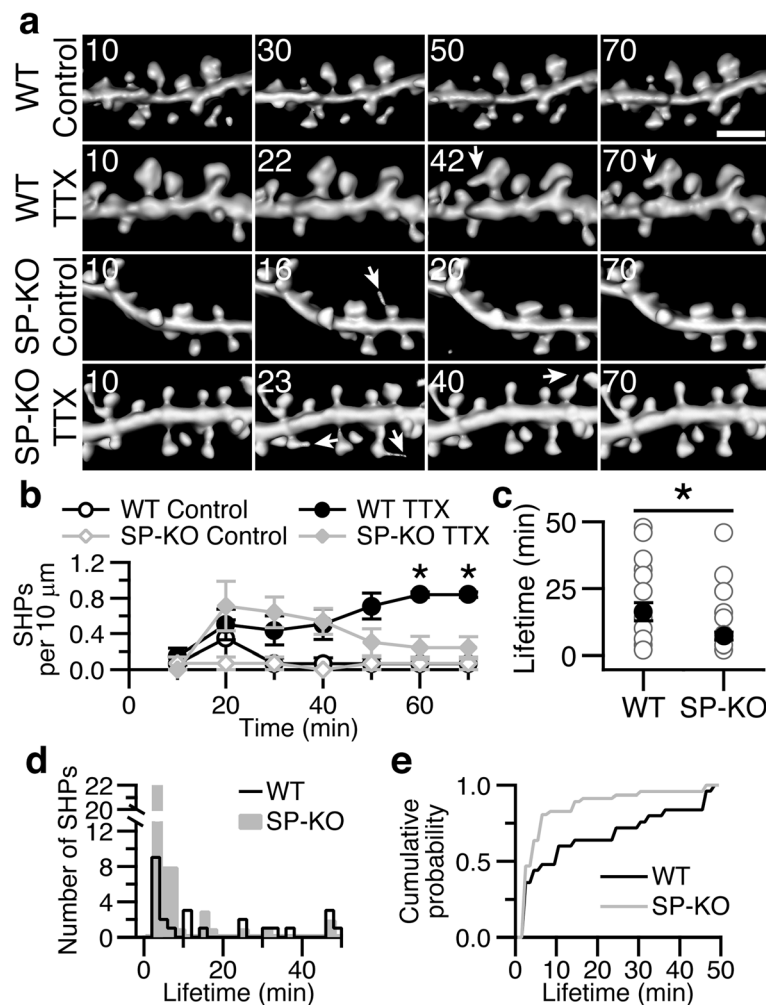 a
WT Control
10 30 50 70
WT TTX
10 22 42 70
SP-KO Control
10 16 20 70
SP-KO TTX
10 23 40 70
b
WT Control WT TTX
SP-KO Control SP-KO TTX
SHPs per 10 μm
1.2
0.8
0.4
0.0
* *
0 20 40 60
Time (min)
c
*
Lifetime (min)
50
25
0
WT SP-KO
d
Number of SHPs
22
20
8
4
0
WT
SP-KO
0 20 40
Lifetime (min)
e
Cumulative probability
1.0
0.5
0.0
WT
SP-KO
0 10 20 30 40 50
Lifetime (min)